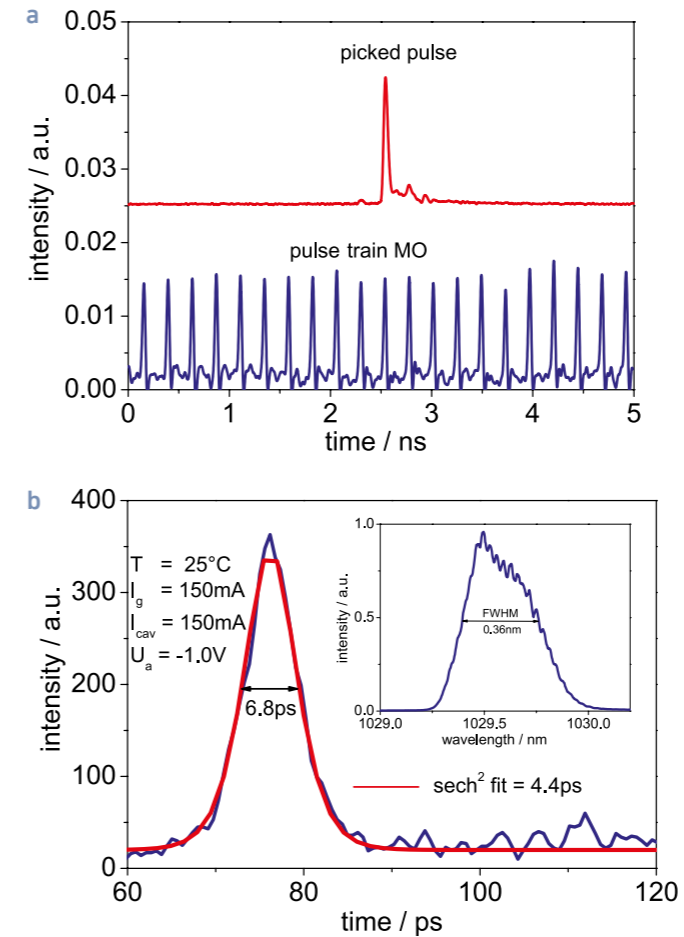 a
0.05
0.04
0.03
0.02
0.01
0.00
intensity / a.u.
picked pulse
pulse train MO
0 1 2 3 4 5
time / ns
b
400
300
200
100
0
intensity / a.u.
T = 25°C
Ig = 150mA
Icav = 150mA
Ua = -1.0V
6.8ps
1.0
0.5
0.0
intensity / a.u.
FWHM
0.36nm
1029.0 1029.5 1030.0
wavelength / nm
sech² fit = 4.4ps
60 80 100 120
time / ps